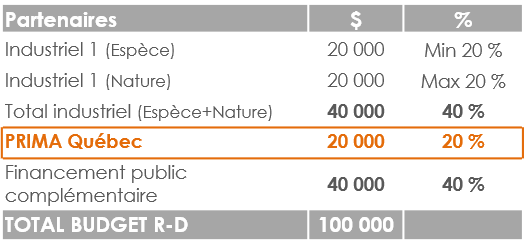 Partenaires $ %
Industriel 1 (Espèce) 20 000 Min 20 %
Industriel 1 (Nature) 20 000 Max 20 %
Total industriel (Espèce+Nature) 40 000 40 %
PRIMA Québec 20 000 20 %
Financement public
complémentaire 40 000 40 %
TOTAL BUDGET R-D 100 000